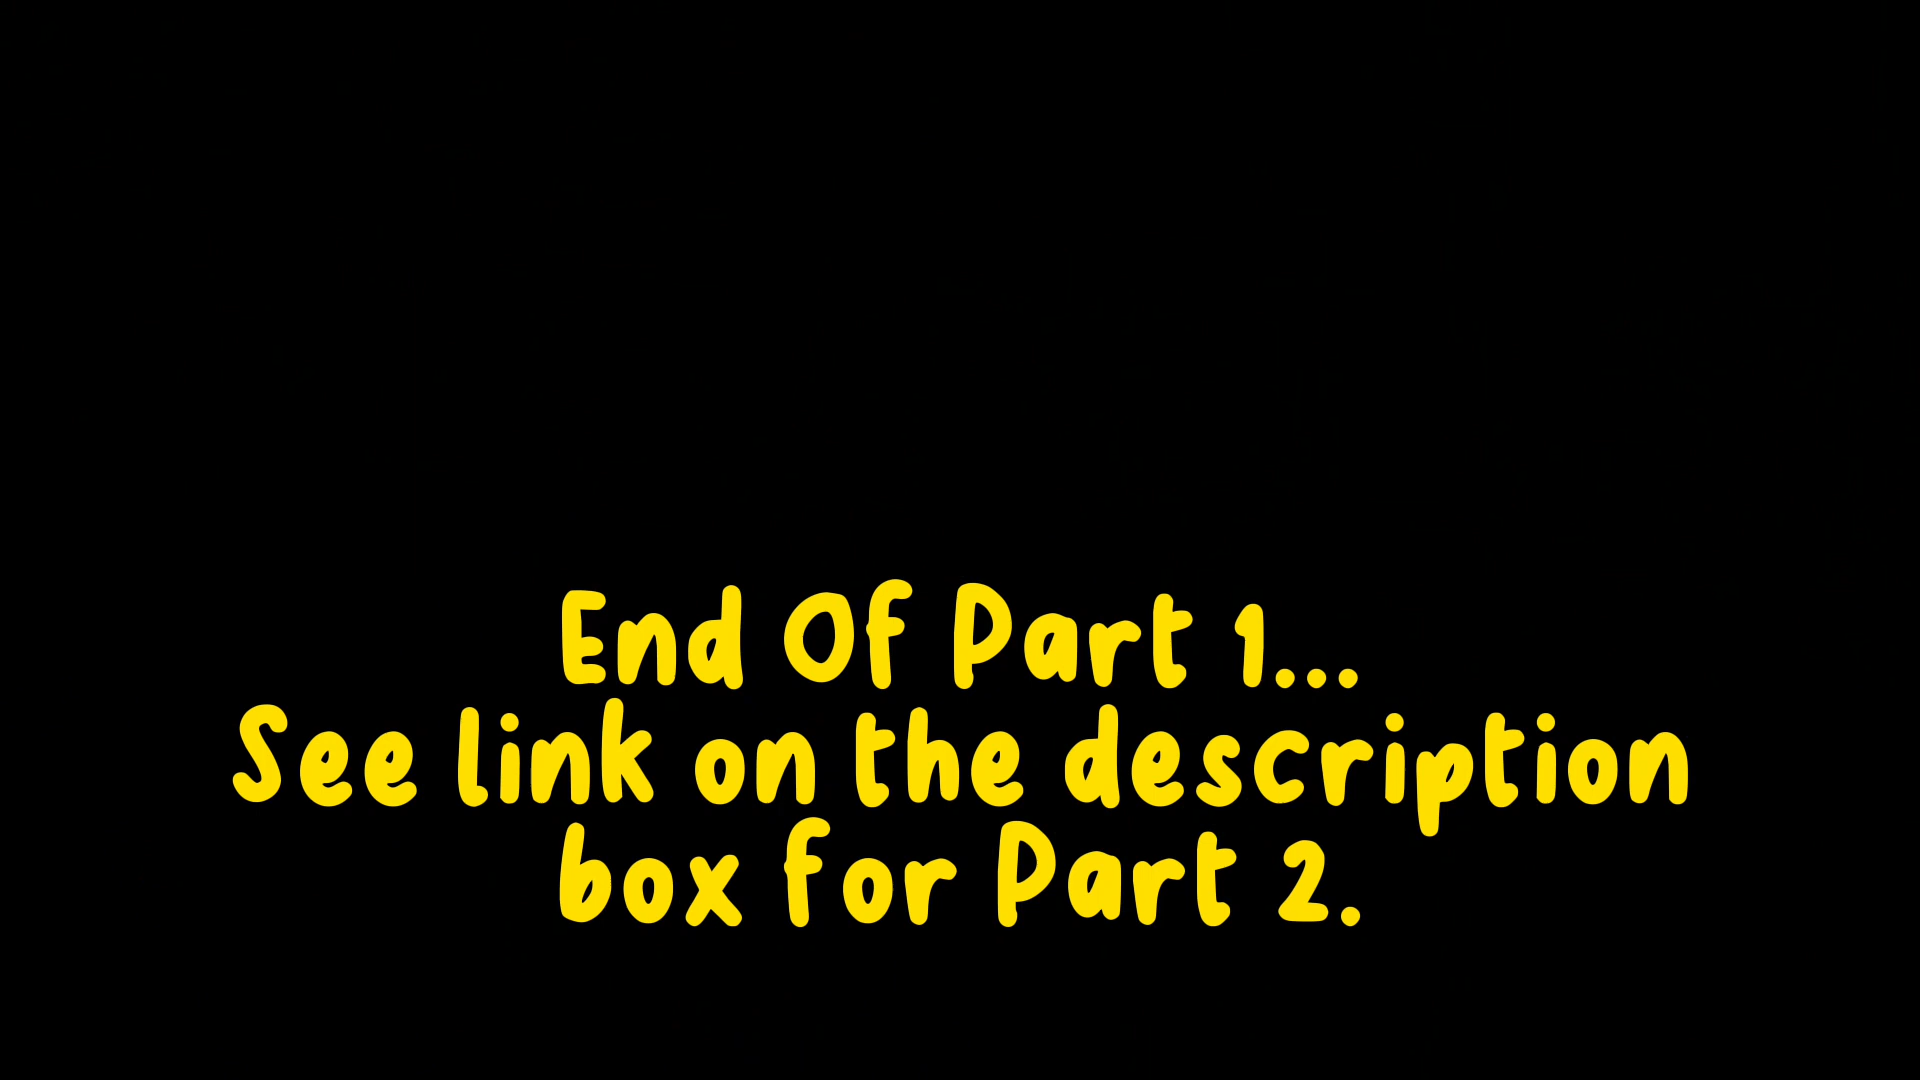 End Of Part 1...
See link on the description
box for Part 2.